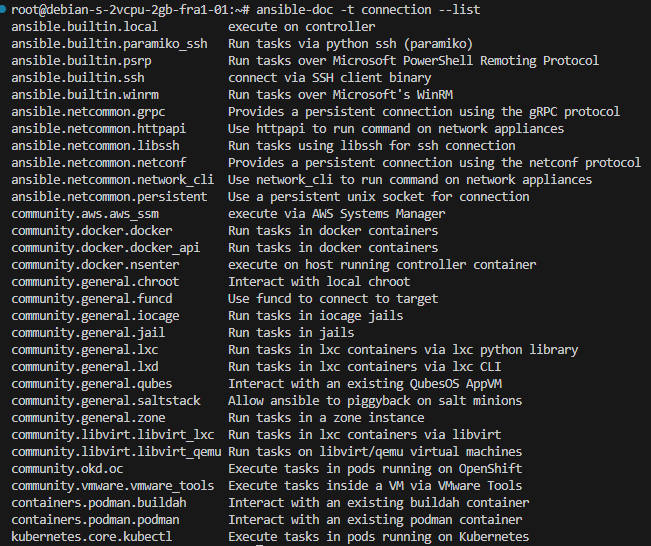 root@debian-s-2vcpu-2gb-fra1-01:~# ansible-doc -t connection --list
ansible.builtin.local execute on controller
ansible.builtin.paramiko_ssh Run tasks via python ssh (paramiko)
ansible.builtin.psrp Run tasks over Microsoft PowerShell Remoting Protocol
ansible.builtin.ssh connect via SSH client binary
ansible.builtin.winrm Run tasks over Microsoft's WinRM
ansible.netcommon.grpc Provides a persistent connection using the gRPC protocol
ansible.netcommon.httpapi Use httpapi to run command on network appliances
ansible.netcommon.libssh Run tasks using libssh for ssh connection
ansible.netcommon.netconf Provides a persistent connection using the netconf protocol
ansible.netcommon.network_cli Use network_cli to run command on network appliances
ansible.netcommon.persistent Use a persistent unix socket for connection
community.aws.aws_ssm execute via AWS Systems Manager
community.docker.docker Run tasks in docker containers
community.docker.docker_api Run tasks in docker containers
community.docker.nsenter execute on host running controller container
community.general.chroot Interact with local chroot
community.general.funcd Use funcd to connect to target
community.general.iocage Run tasks in iocage jails
community.general.jail Run tasks in jails
community.general.lxc Run tasks in lxc containers via lxc python library
community.general.lxd Run tasks in lxc containers via lxc CLI
community.general.qubes Interact with an existing QubesOS AppVM
community.general.saltstack Allow ansible to piggyback on salt minions
community.general.zone Run tasks in a zone instance
community.libvirt.libvirt_lxc Run tasks in lxc containers via libvirt
community.libvirt.libvirt_qemu Run tasks on libvirt/qemu virtual machines
community.okd.oc Execute tasks in pods running on OpenShift
community.vmware.vmware_tools Execute tasks inside a VM via VMware Tools
containers.podman.buildah Interact with an existing buildah container
containers.podman.podman Interact with an existing podman container
kubernetes.core.kubectl Execute tasks in pods running on Kubernetes